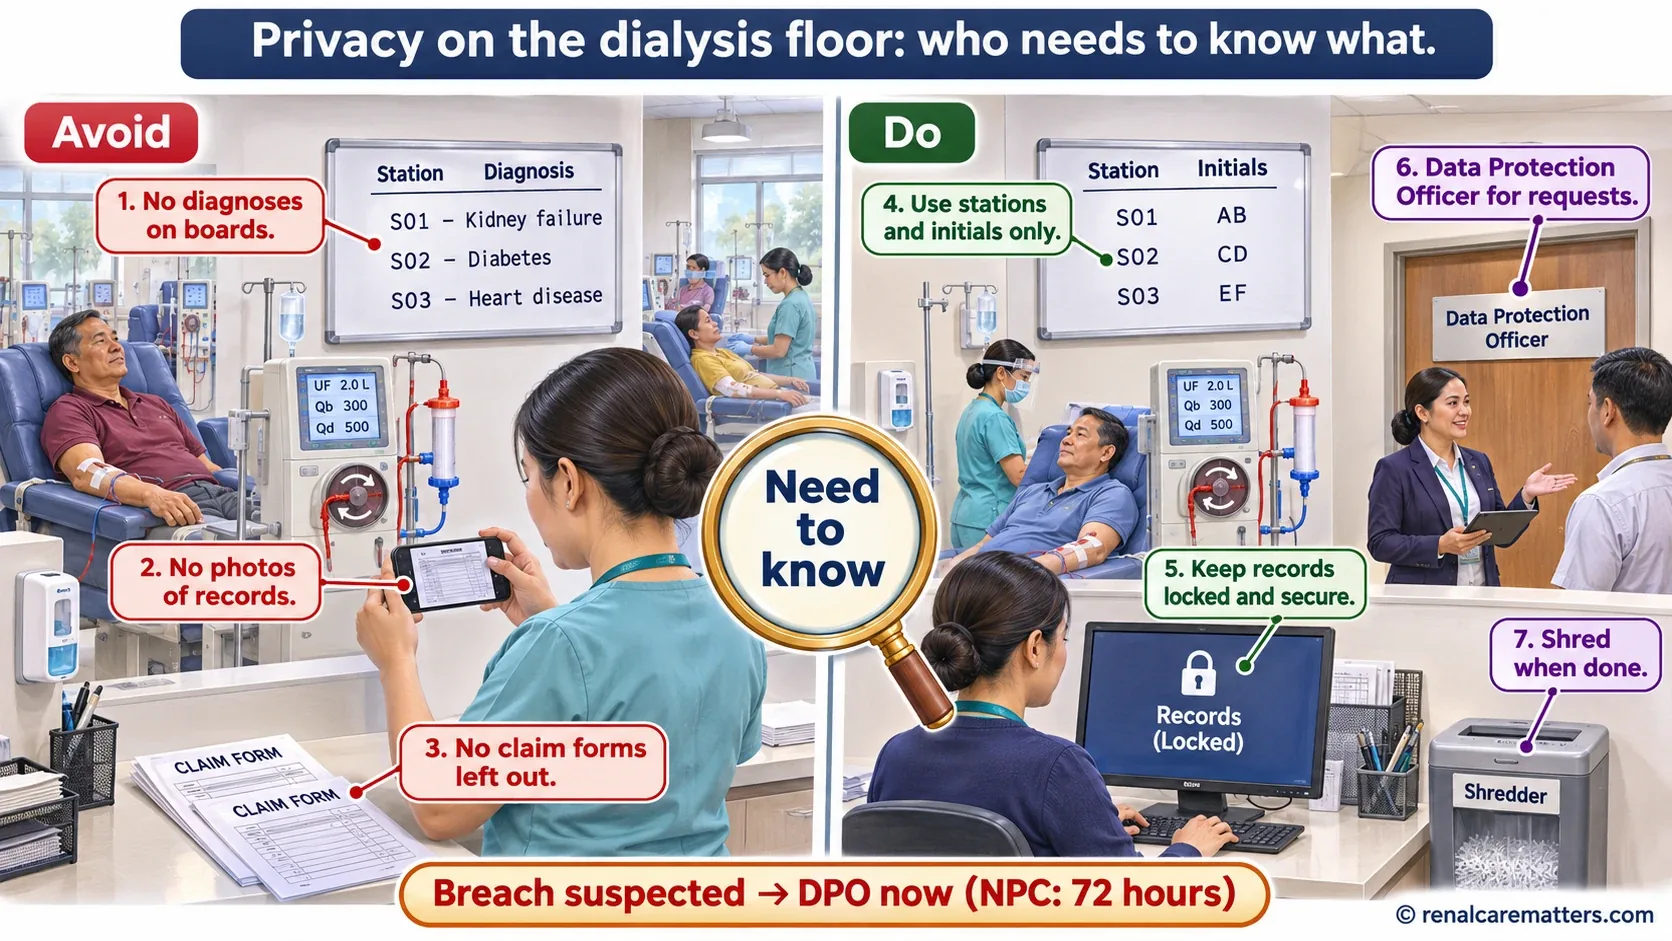 Privacy on the dialysis floor: who needs to know what.
Avoid
1. No diagnoses
on boards.
Station Diagnosis
S01 – Kidney failure
S02 – Diabetes
S03 – Heart disease
UF 2.0 L
Qb 300
Qd 500
2. No photos
of records.
3. No claim forms
left out.
CLAIM FORM
CLAIM FORM
Need
to
know
Do
4. Use stations
and initials only.
Station Initials
S01 AB
S02 CD
S03 EF
UF 2.0 L
Qb 300
Qd 500
6. Data Protection
Officer for requests.
Data Protection
Officer
5. Keep records
locked and secure.
Records
(Locked)
7. Shred
when done.
Shredder
Breach suspected → DPO now (NPC: 72 hours)
© renalcarematters.com